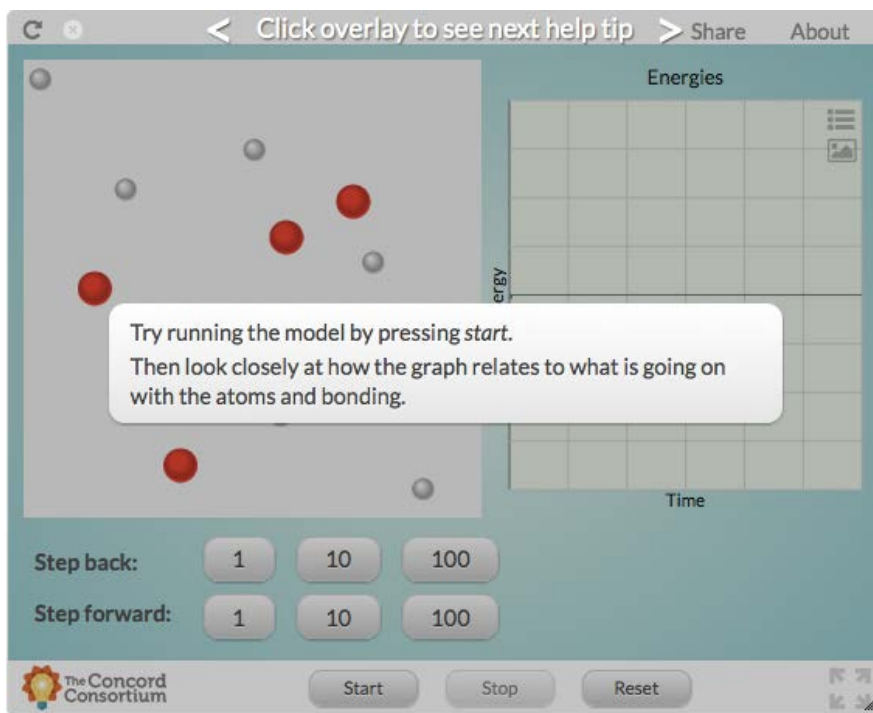 < Click overlay to see next help tip > Share About
Energies
ergy
Try running the model by pressing start.
Then look closely at how the graph relates to what is going on
with the atoms and bonding.
Time
Step back: 1 10 100
Step forward: 1 10 100
The Concord
Consortium
Start Stop Reset